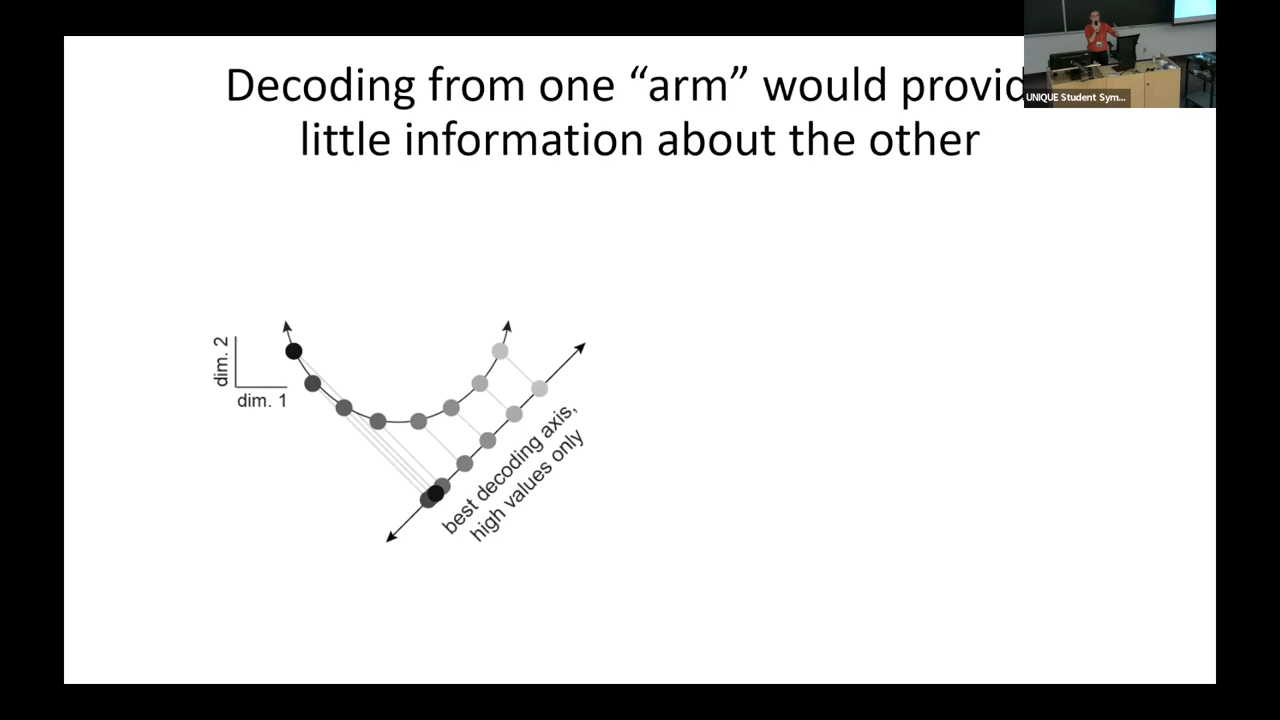 Decoding from one “arm” would provid
little information about the other
UNIQUE Student Sym...
dim. 2
dim. 1
best decoding axis,
high values only